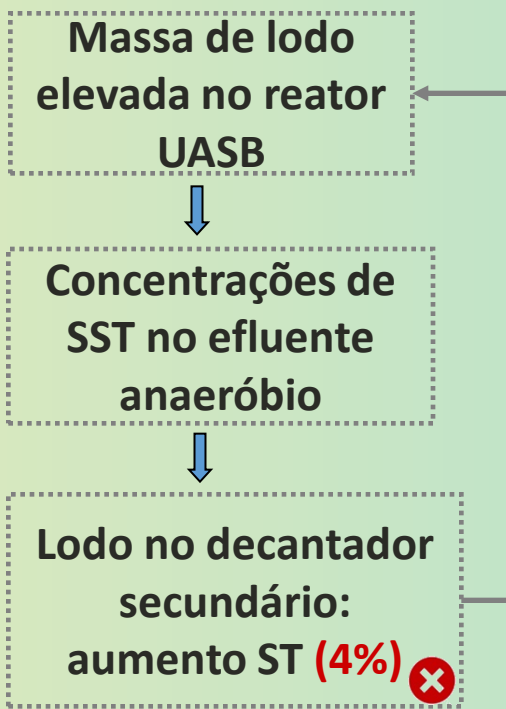 Massa de lodo
elevada no reator
UASB
Concentrações de
SST no efluente
anaeróbio
Lodo no decantador
secundário:
aumento ST (4%)